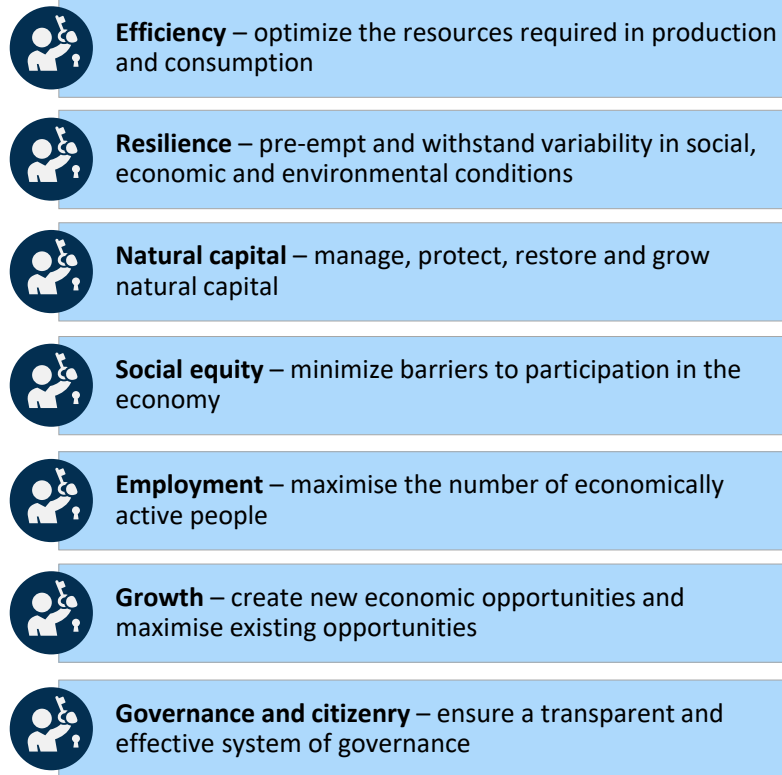 Efficiency – optimize the resources required in production
and consumption
Resilience – pre-empt and withstand variability in social,
economic and environmental conditions
Natural capital – manage, protect, restore and grow
natural capital
Social equity – minimize barriers to participation in the
economy
Employment – maximise the number of economically
active people
Growth – create new economic opportunities and
maximise existing opportunities
Governance and citizenry – ensure a transparent and
effective system of governance